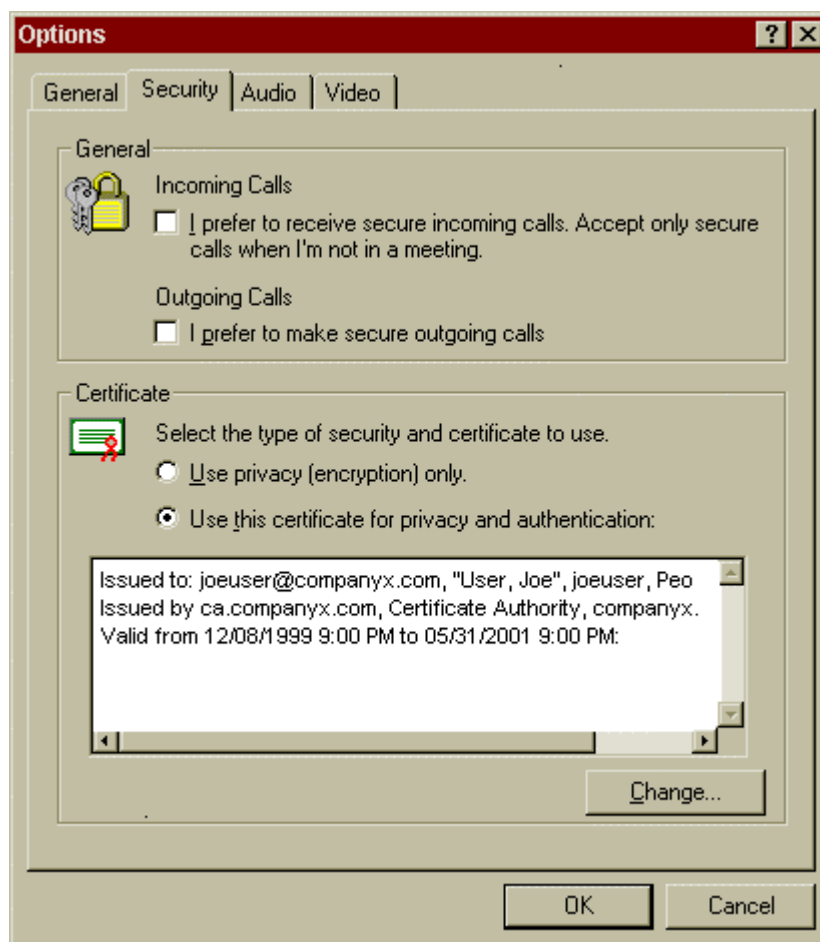 Options
General Security Audio Video
General
Incoming Calls
I prefer to receive secure incoming calls. Accept only secure
calls when I'm not in a meeting.
Outgoing Calls
I prefer to make secure outgoing calls
Certificate
Select the type of security and certificate to use.
Use privacy (encryption) only.
Use this certificate for privacy and authentication:
Issued to: joeuser@companyx.com, "User, Joe", joeuser, Peo
Issued by ca.companyx.com, Certificate Authority, companyx.
Valid from 12/08/1999 9:00 PM to 05/31/2001 9:00 PM:
Change...
OK Cancel